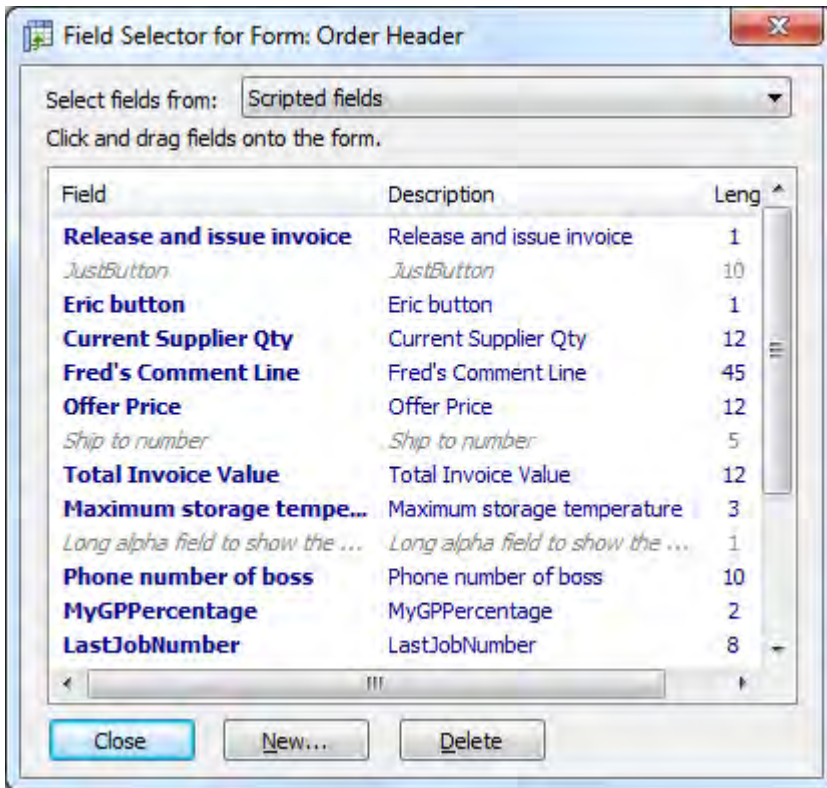 Field Selector for Form: Order Header
Select fields from: Scripted fields
Click and drag fields onto the form.
Field Description Leng
Release and issue invoice Release and issue invoice 1
JustButton JustButton 10
Eric button Eric button 1
Current Supplier Qty Current Supplier Qty 12
Fred's Comment Line Fred's Comment Line 45
Offer Price Offer Price 12
Ship to number Ship to number 5
Total Invoice Value Total Invoice Value 12
Maximum storage tempe... Maximum storage temperature 3
Long alpha field to show the ... Long alpha field to show the ... 1
Phone number of boss Phone number of boss 10
MyGPPercentage MyGPPercentage 2
LastJobNumber LastJobNumber 8
Close New... Delete